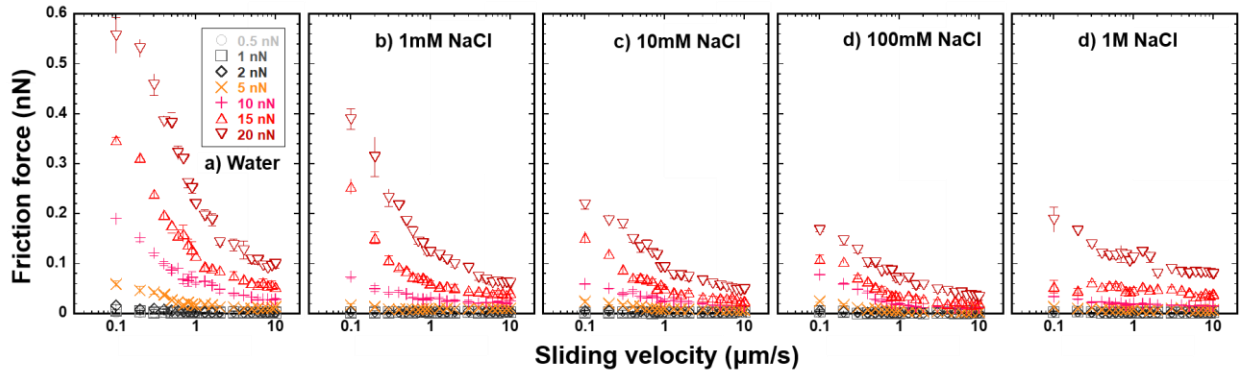 Friction force (nN)
0.6
0.5
0.4
0.3
0.2
0.1
0
0.5 nN
1 nN
2 nN
5 nN
10 nN
15 nN
20 nN
a) Water
b) 1mM NaCl
c) 10mM NaCl
d) 100mM NaCl
d) 1M NaCl
0.1 1 10
0.1 1 10
0.1 1 10
0.1 1 10
0.1 1 10
Sliding velocity (µm/s)